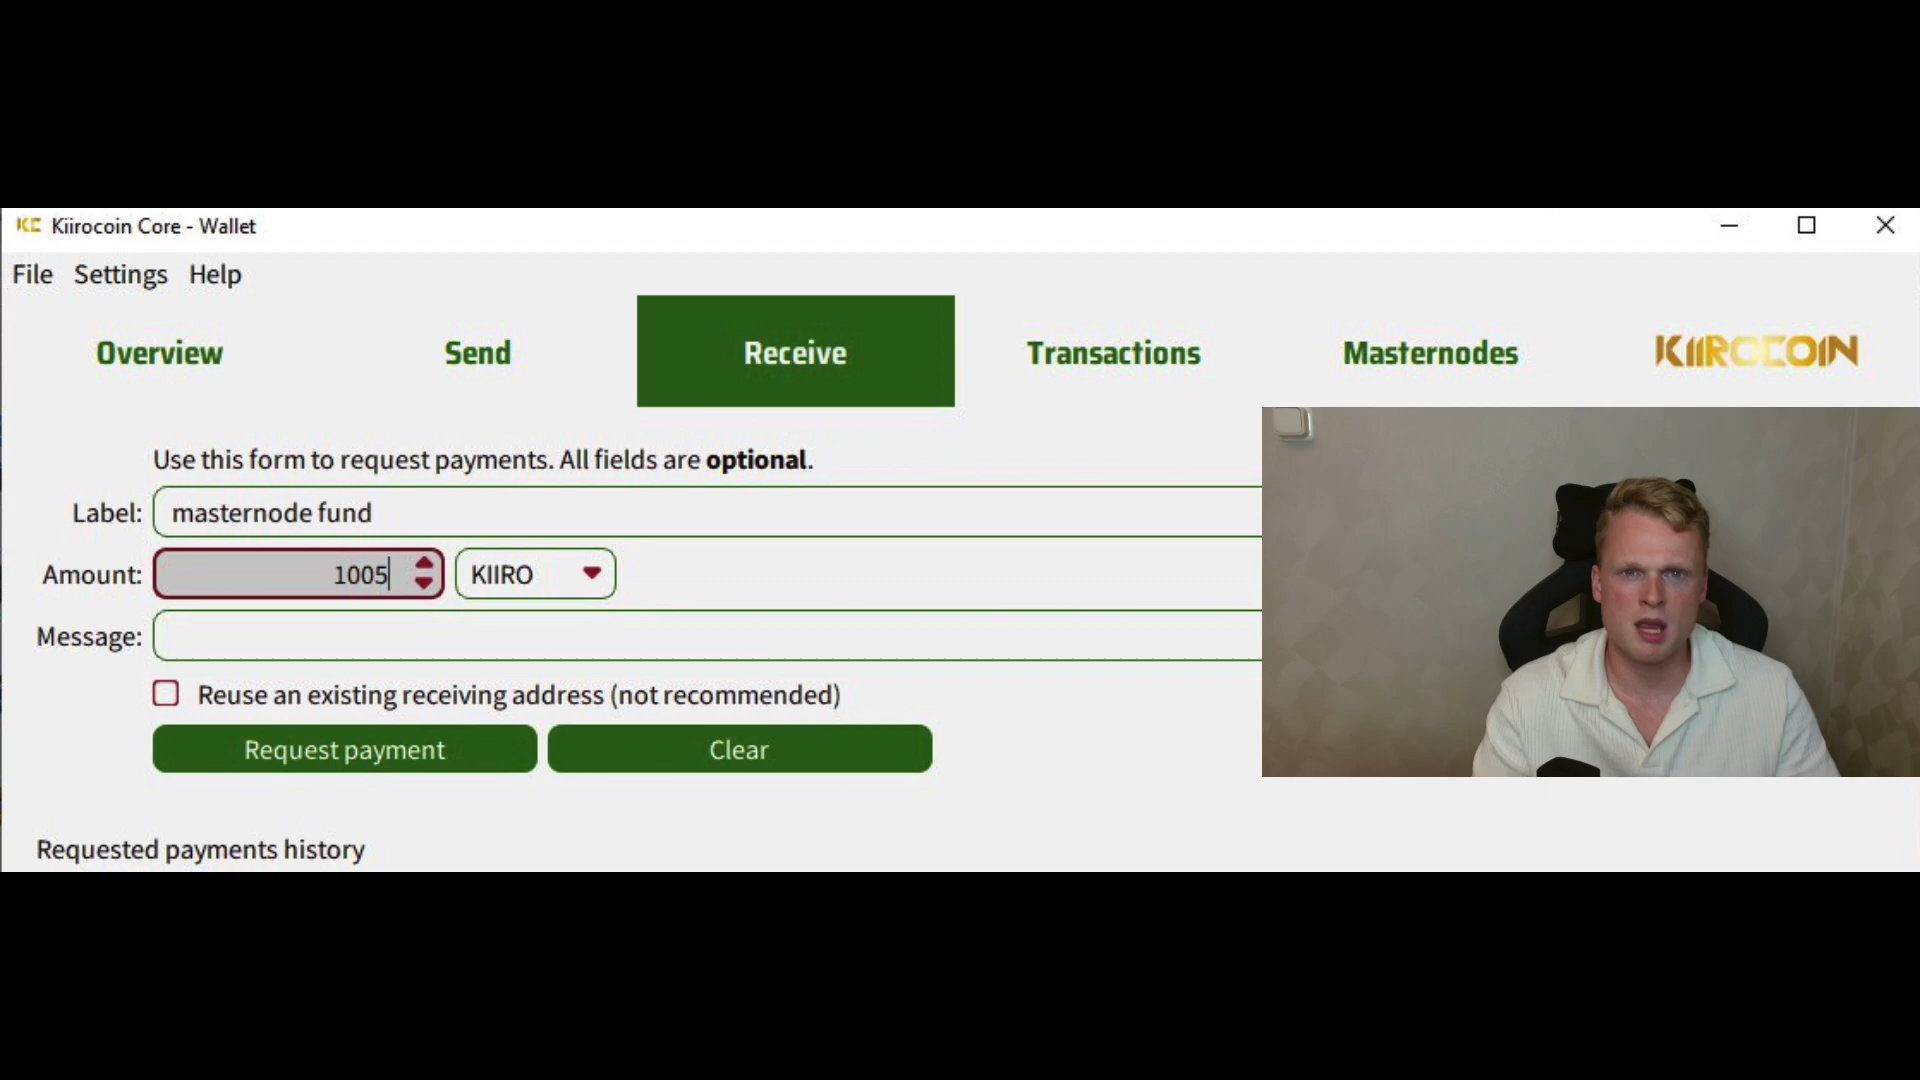 KC Kiirocoin Core - Wallet
File Settings Help
Overview Send Receive Transactions Masternodes KIIROCOIN
Use this form to request payments. All fields are optional.
Label: masternode fund
Amount: 1005 KIIRO
Message:
Reuse an existing receiving address (not recommended)
Request payment Clear
Requested payments history